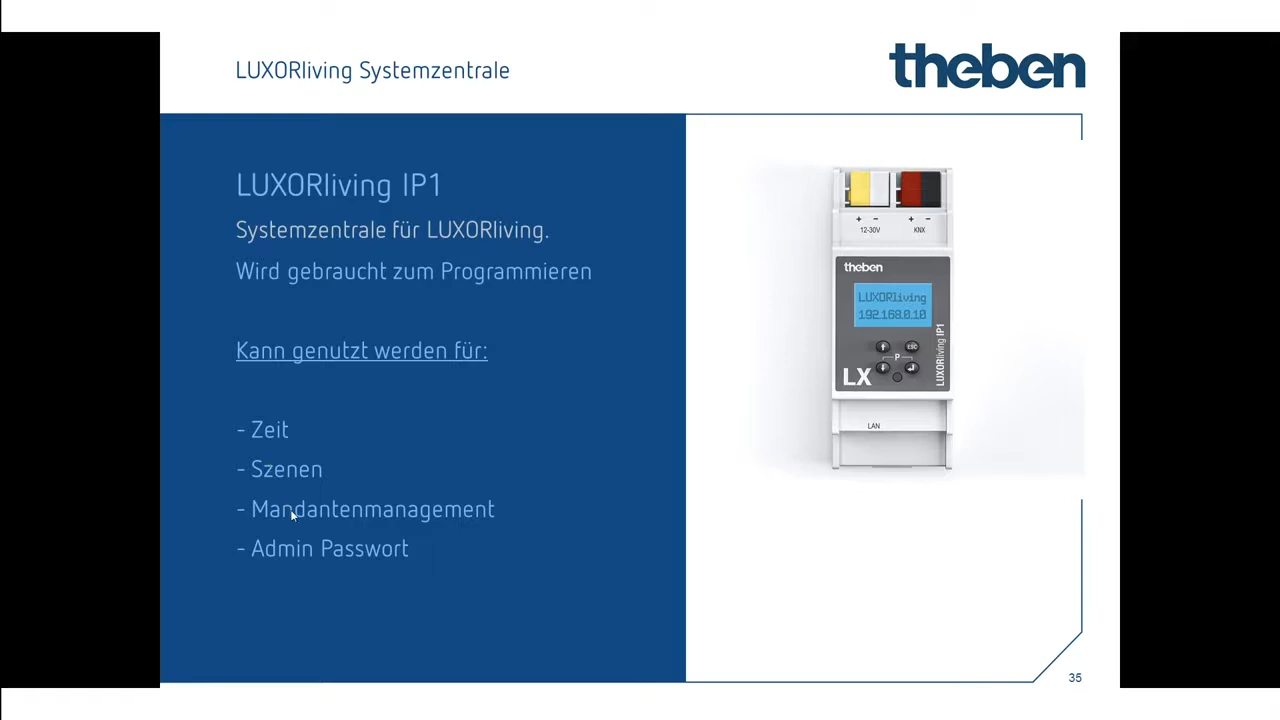 LUXORliving Systemzentrale
theben
LUXORliving IP1
Systemzentrale für LUXORliving.
Wird gebraucht zum Programmieren
Kann genutzt werden für:
- Zeit
- Szenen
- Mandantenmanagement
- Admin Passwort
+ - + -
12-30V KNX
theben
LUXORliving
192.168.0.10
ESC
P
LX
LUXORliving IP1
LAN
35